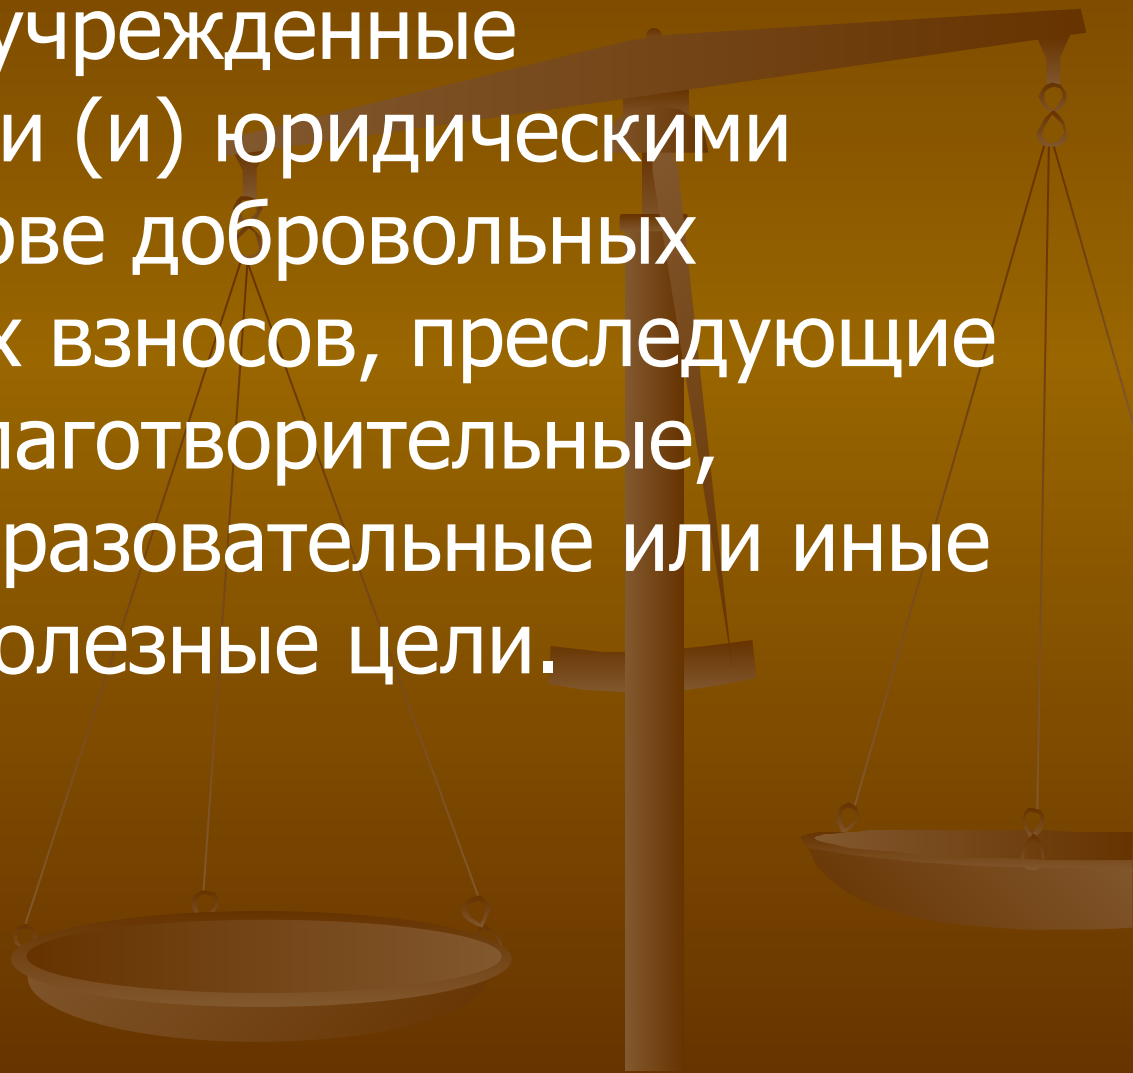 учрежденные
и (и) юридическими
ове добровольных
х взносов, преследующие
лаготворительные,
разовательные или иные
олезные цели.